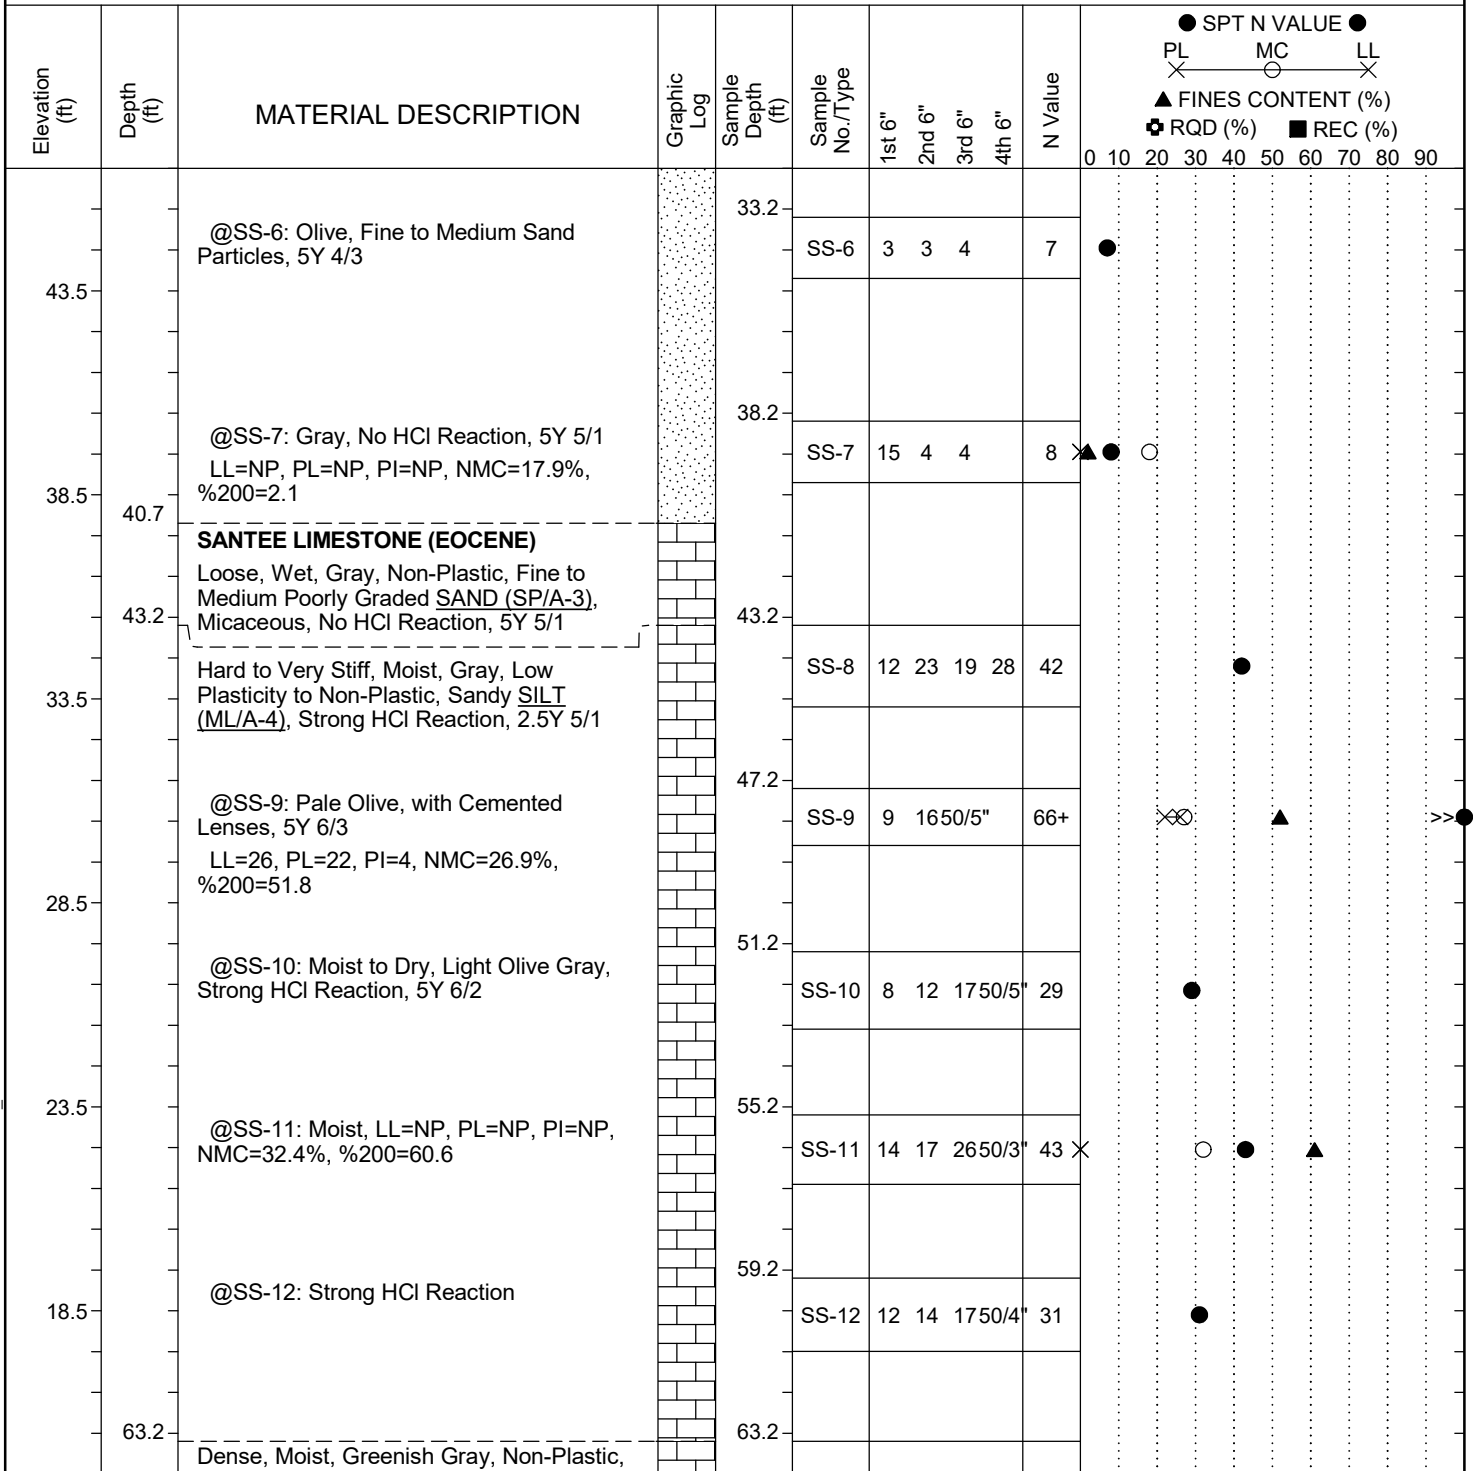 ● SPT N VALUE ●
PL MC LL
▲ FINES CONTENT (%)
RQD (%) ■ REC (%)
Elevation
(ft)
Depth
(ft)
MATERIAL DESCRIPTION
Graphic
Log
Sample
Depth
(ft)
Sample
No./Type
1st 6"
2nd 6"
3rd 6"
4th 6"
N Value
0 10 20 30 40 50 60 70 80 90
33.2
@SS-6: Olive, Fine to Medium Sand
Particles, 5Y 4/3
SS-6 3 3 4 7
43.5
38.2
@SS-7: Gray, No HCl Reaction, 5Y 5/1
LL=NP, PL=NP, PI=NP, NMC=17.9%,
%200=2.1
SS-7 15 4 4 8
38.5
40.7
SANTEE LIMESTONE (EOCENE)
Loose, Wet, Gray, Non-Plastic, Fine to
Medium Poorly Graded SAND (SP/A-3),
Micaceous, No HCl Reaction, 5Y 5/1
43.2
43.2
Hard to Very Stiff, Moist, Gray, Low
Plasticity to Non-Plastic, Sandy SILT
(ML/A-4), Strong HCl Reaction, 2.5Y 5/1
SS-8 12 23 19 28 42
33.5
47.2
@SS-9: Pale Olive, with Cemented
Lenses, 5Y 6/3
LL=26, PL=22, PI=4, NMC=26.9%,
%200=51.8
SS-9 9 16 50/5" 66+
>>
28.5
51.2
@SS-10: Moist to Dry, Light Olive Gray,
Strong HCl Reaction, 5Y 6/2
SS-10 8 12 17 50/5" 29
23.5
55.2
@SS-11: Moist, LL=NP, PL=NP, PI=NP,
NMC=32.4%, %200=60.6
SS-11 14 17 26 50/3" 43
59.2
@SS-12: Strong HCl Reaction
18.5
SS-12 12 14 17 50/4" 31
63.2
63.2
Dense, Moist, Greenish Gray, Non-Plastic,